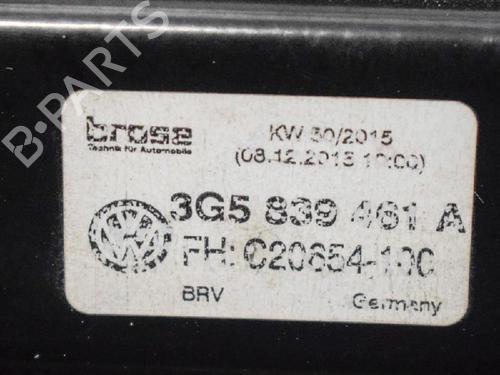 B-PARTS
brose
Technik für Automobile
KW 50/2015
(08.12.2015 10:00)
3G5 839 461 A
FH: C20654-100
BRV
Germany